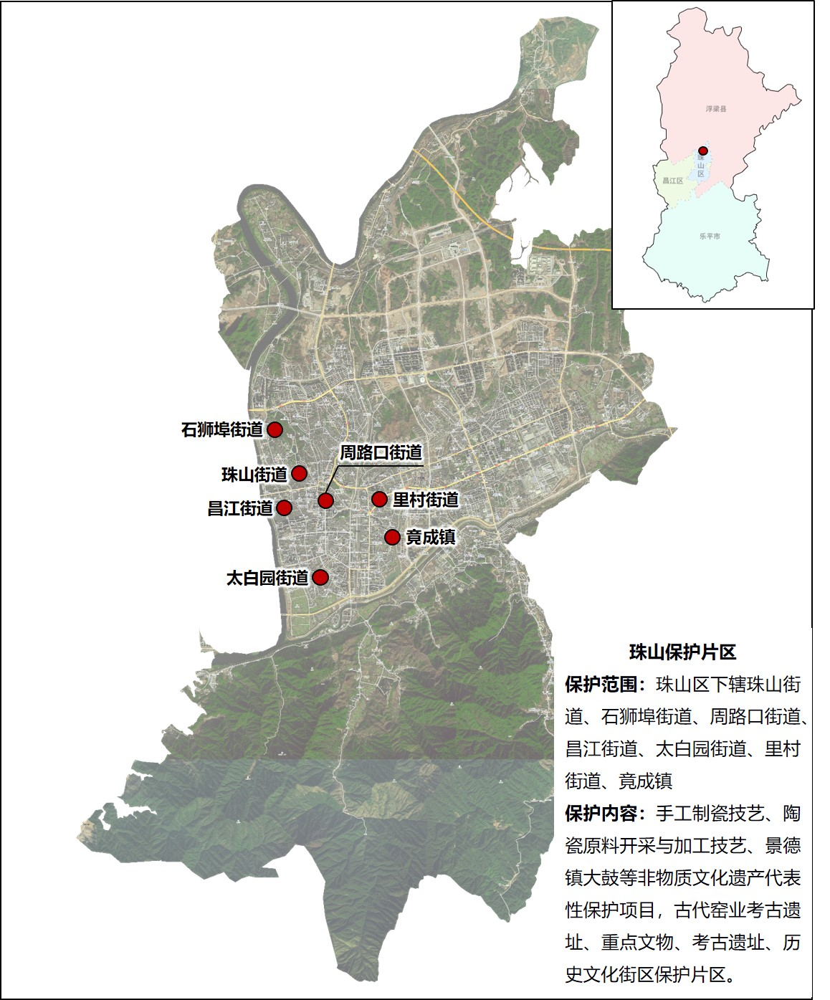 浮梁县
珠山区
昌江区
乐平市
石狮埠街道
周路口街道
珠山街道
里村街道
昌江街道
竟成镇
太白园街道
珠山保护片区
保护范围：珠山区下辖珠山街
道、石狮埠街道、周路口街道、
昌江街道、太白园街道、里村
街道、竟成镇
保护内容：手工制瓷技艺、陶
瓷原料开采与加工技艺、景德
镇大鼓等非物质文化遗产代表
性保护项目，古代窑业考古遗
址、重点文物、考古遗址、历
史文化街区保护片区。